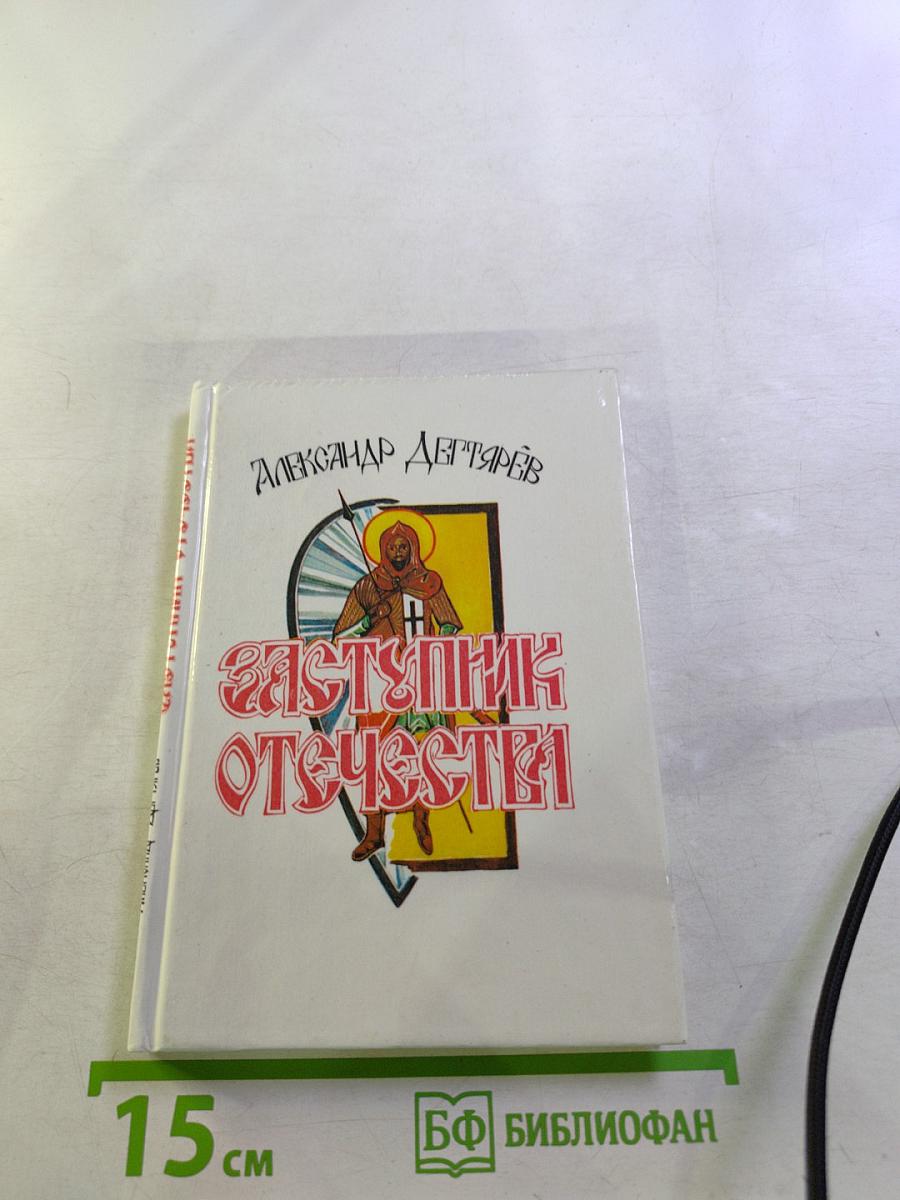 Александр Дегтярёв
ЗАСТУПНИК
ОТЕЧЕСТВА
15 см
БФ БИБЛИОФАН